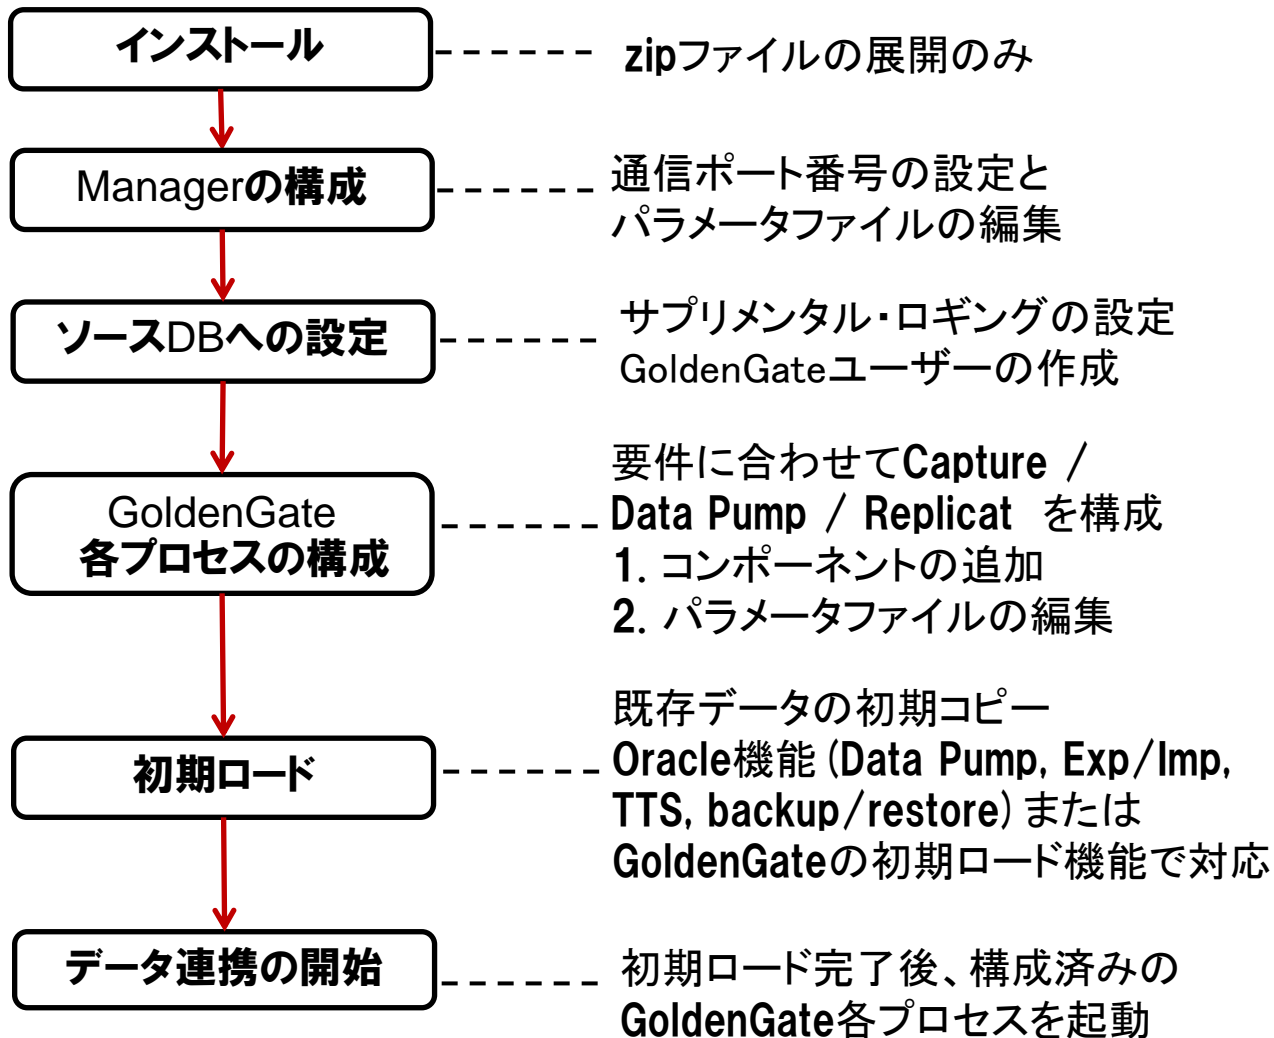 インストール
zipファイルの展開のみ
Managerの構成
通信ポート番号の設定と
パラメータファイルの編集
ソースDBへの設定
サプリメンタル・ロギングの設定
GoldenGateユーザーの作成
GoldenGate
各プロセスの構成
要件に合わせてCapture /
Data Pump / Replicat を構成
1. コンポーネントの追加
2. パラメータファイルの編集
初期ロード
既存データの初期コピー
Oracle機能(Data Pump, Exp/Imp,
TTS, backup/restore)または
GoldenGateの初期ロード機能で対応
データ連携の開始
初期ロード完了後、構成済みの
GoldenGate各プロセスを起動